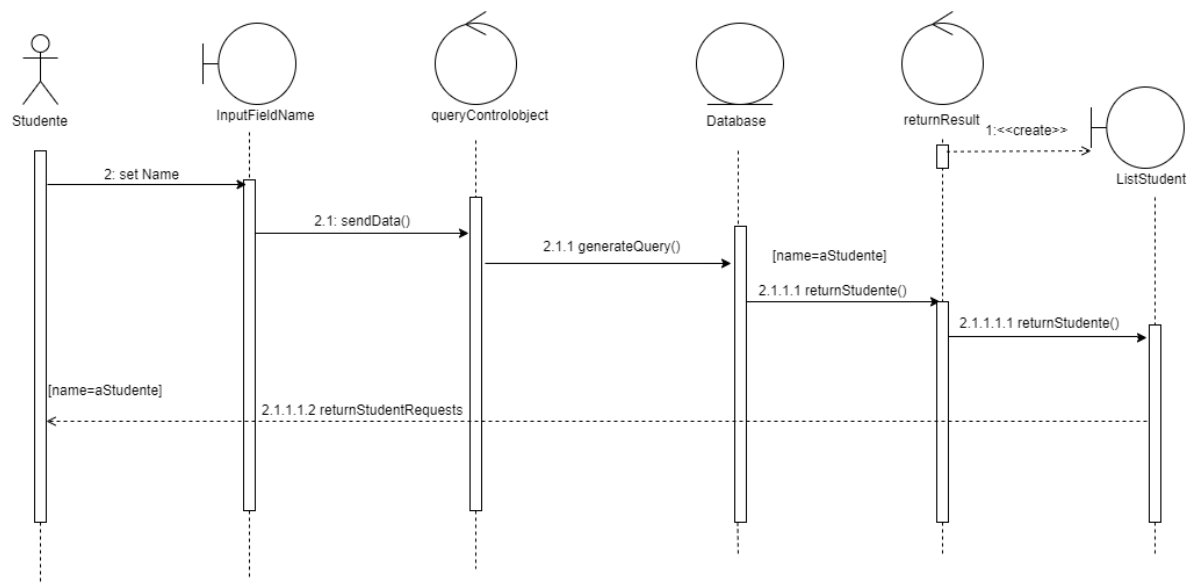 Studente
InputFieldName
queryControlobject
Database
returnResult
1:<<create>>
ListStudent
2: set Name
2.1: sendData()
2.1.1 generateQuery()
[name=aStudente]
2.1.1.1 returnStudente()
2.1.1.1.1 returnStudente()
[name=aStudente]
2.1.1.1.2 returnStudentRequests